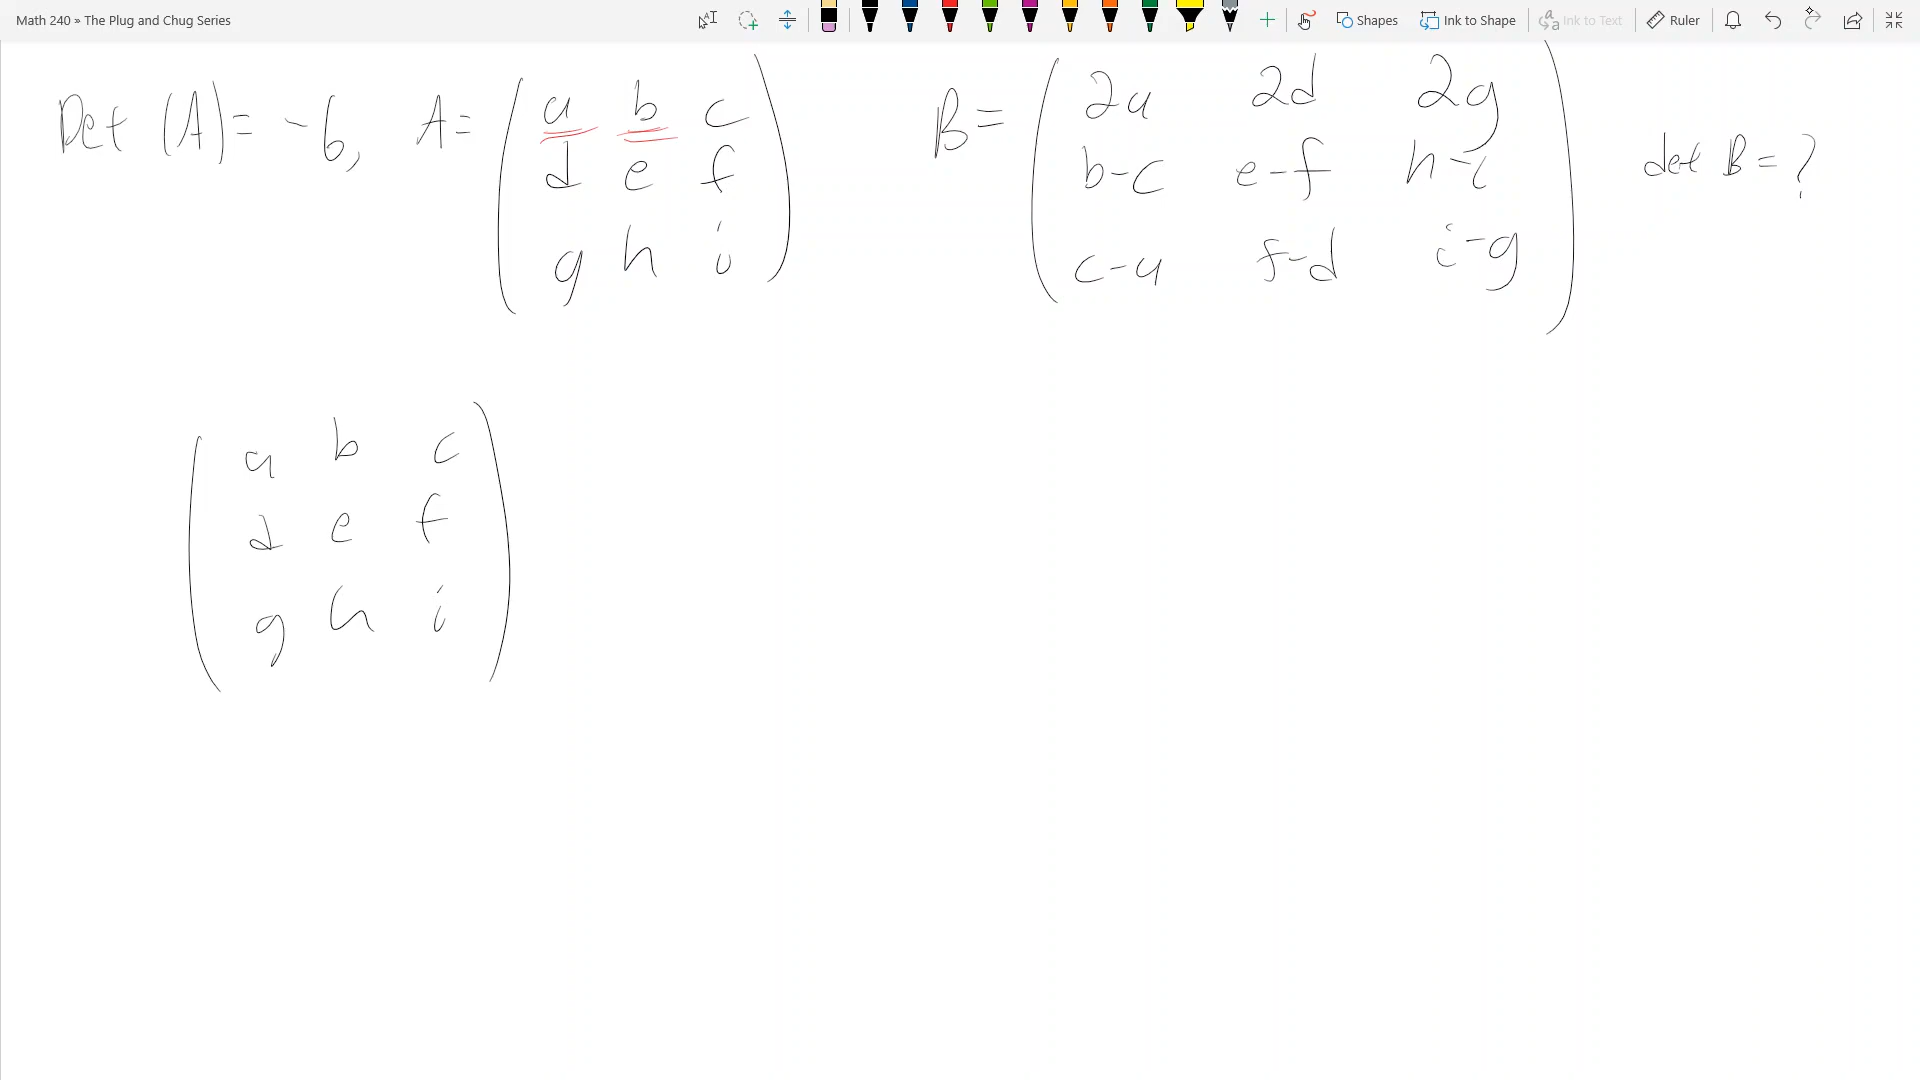 Math 240 » The Plug and Chug Series
Shapes
Ink to Shape
Ink to Text
Ruler
Det (A) = -6, A = ( a b c
d e f
g h i )
B = ( 2a 2d 2g
b-c e-f h-i
c-a f-d i-g )
det B = ?
( a b c
d e f
g h i )